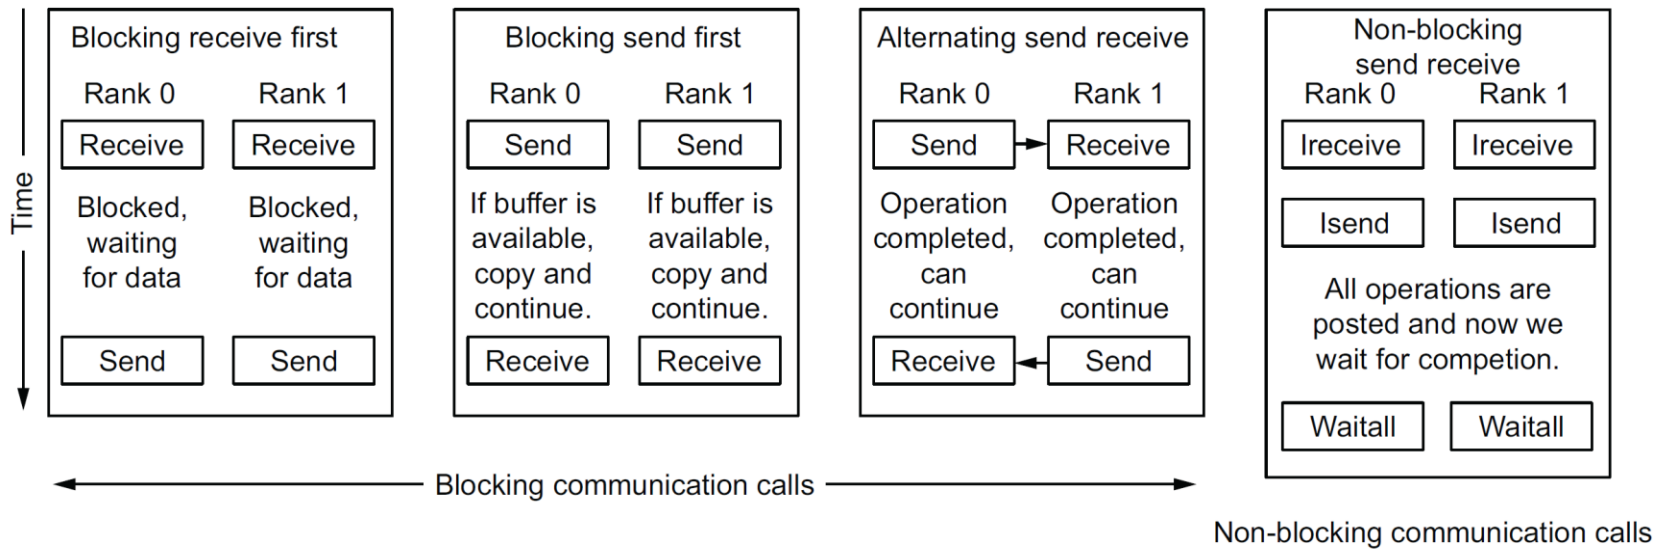 Time
Blocking receive first
Rank 0 Rank 1
Receive Receive
Blocked, Blocked,
waiting waiting
for data for data
Send Send
Blocking send first
Rank 0 Rank 1
Send Send
If buffer is If buffer is
available, available,
copy and copy and
continue. continue.
Receive Receive
Alternating send receive
Rank 0 Rank 1
Send Receive
Operation Operation
completed, completed,
can can
continue continue
Receive Send
Non-blocking
send receive
Rank 0 Rank 1
Ireceive Ireceive
Isend Isend
All operations are
posted and now we
wait for competion.
Waitall Waitall
Blocking communication calls
Non-blocking communication calls